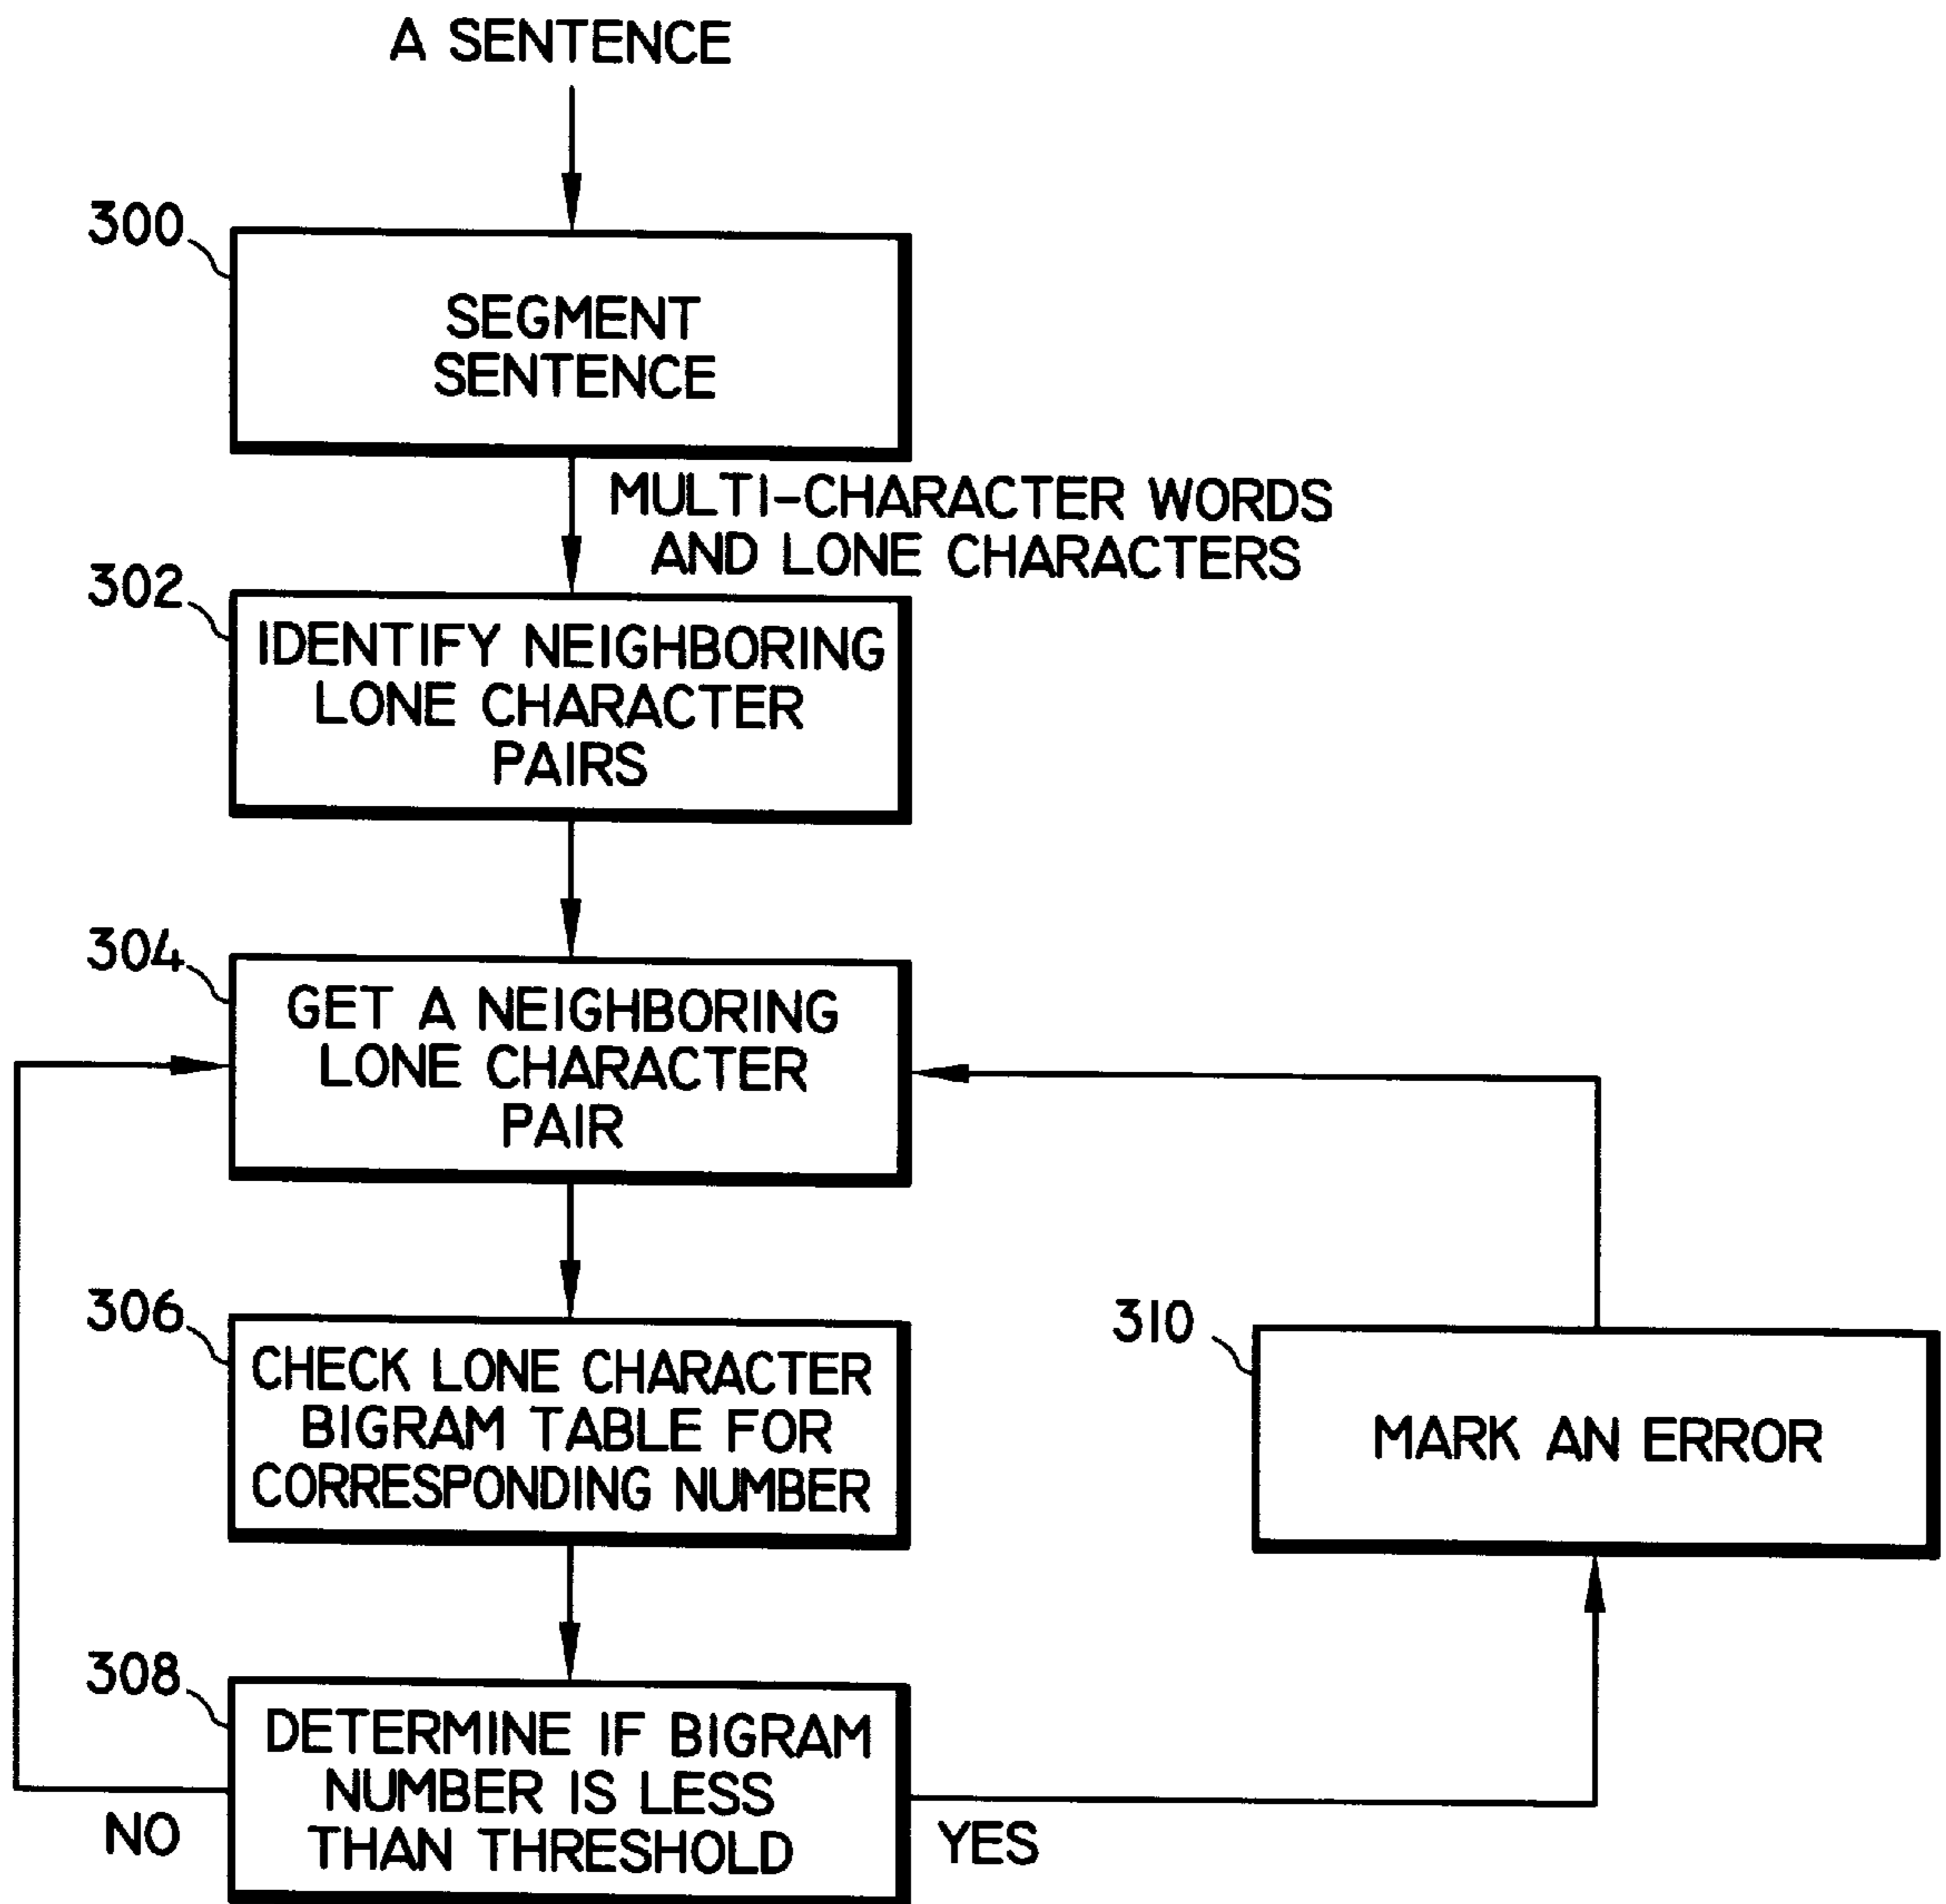 A SENTENCE
300
SEGMENT
SENTENCE
MULTI-CHARACTER WORDS
AND LONE CHARACTERS
302
IDENTIFY NEIGHBORING
LONE CHARACTER
PAIRS
304
GET A NEIGHBORING
LONE CHARACTER
PAIR
306
CHECK LONE CHARACTER
BIGRAM TABLE FOR
CORRESPONDING NUMBER
310
MARK AN ERROR
308
DETERMINE IF BIGRAM
NUMBER IS LESS
THAN THRESHOLD
NO
YES